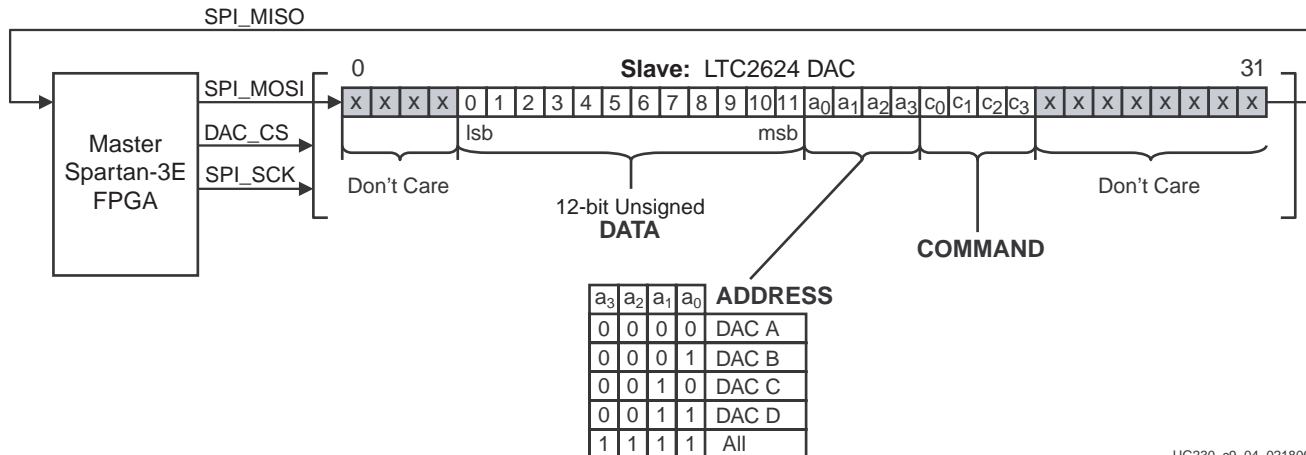 SPI_MISO
0 Slave: LTC2624 DAC 31
SPI_MOSI
X X X X 0 1 2 3 4 5 6 7 8 9 10 11 a0 a1 a2 a3 c0 c1 c2 c3 X X X X X X X X
DAC_CS
lsb msb
SPI_SCK
Master
Spartan-3E
FPGA
Don't Care
Don't Care
12-bit Unsigned
DATA
COMMAND
a3 a2 a1 a0 ADDRESS
0 0 0 0 DAC A
0 0 0 1 DAC B
0 0 1 0 DAC C
0 0 1 1 DAC D
1 1 1 1 All